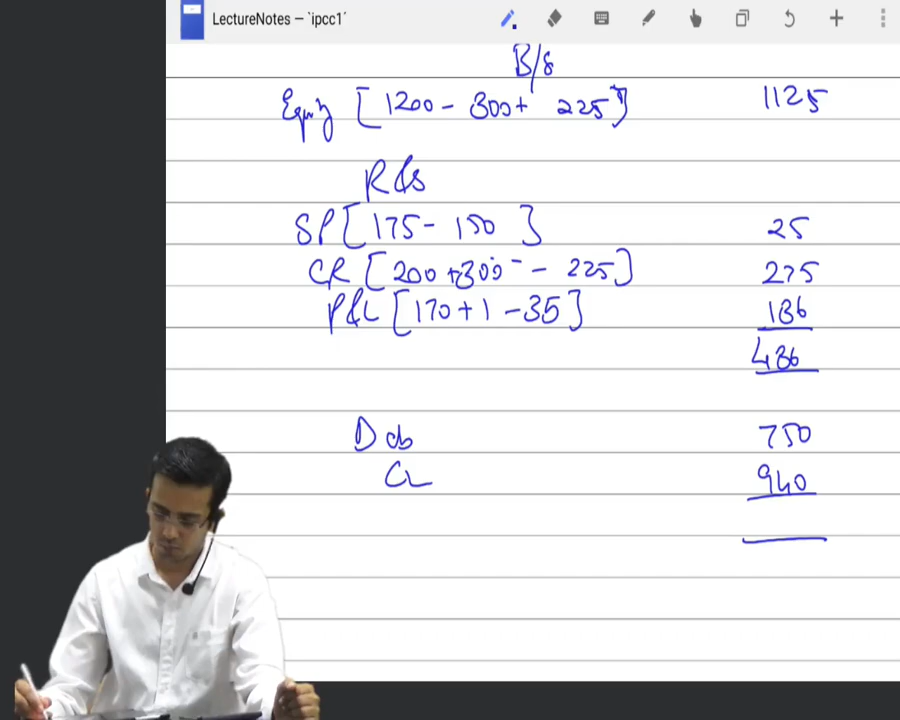 LectureNotes – `ipcc1`
B/S
Equity [1200 - 300 + 225] 1125
R&S
SP [175 - 150] 25
CR [200 + 300 - 225] 275
P&L [170 + 1 - 35] 136
436
Deb 750
CL 940